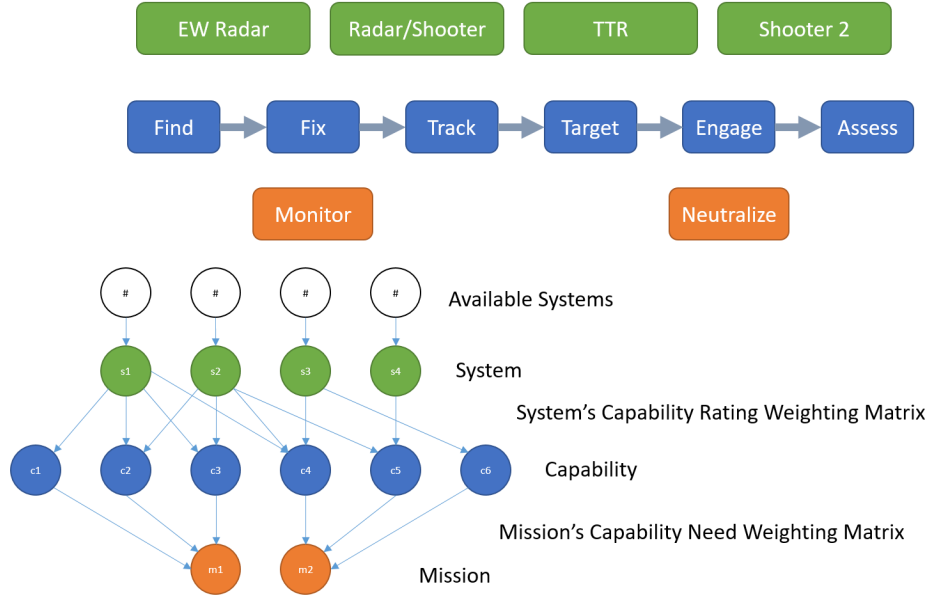 EW Radar
Radar/Shooter
TTR
Shooter 2
Find
Fix
Track
Target
Engage
Assess
Monitor
Neutralize
#
#
#
#
Available Systems
s1
s2
s3
s4
System
System's Capability Rating Weighting Matrix
c1
c2
c3
c4
c5
c6
Capability
Mission's Capability Need Weighting Matrix
m1
m2
Mission